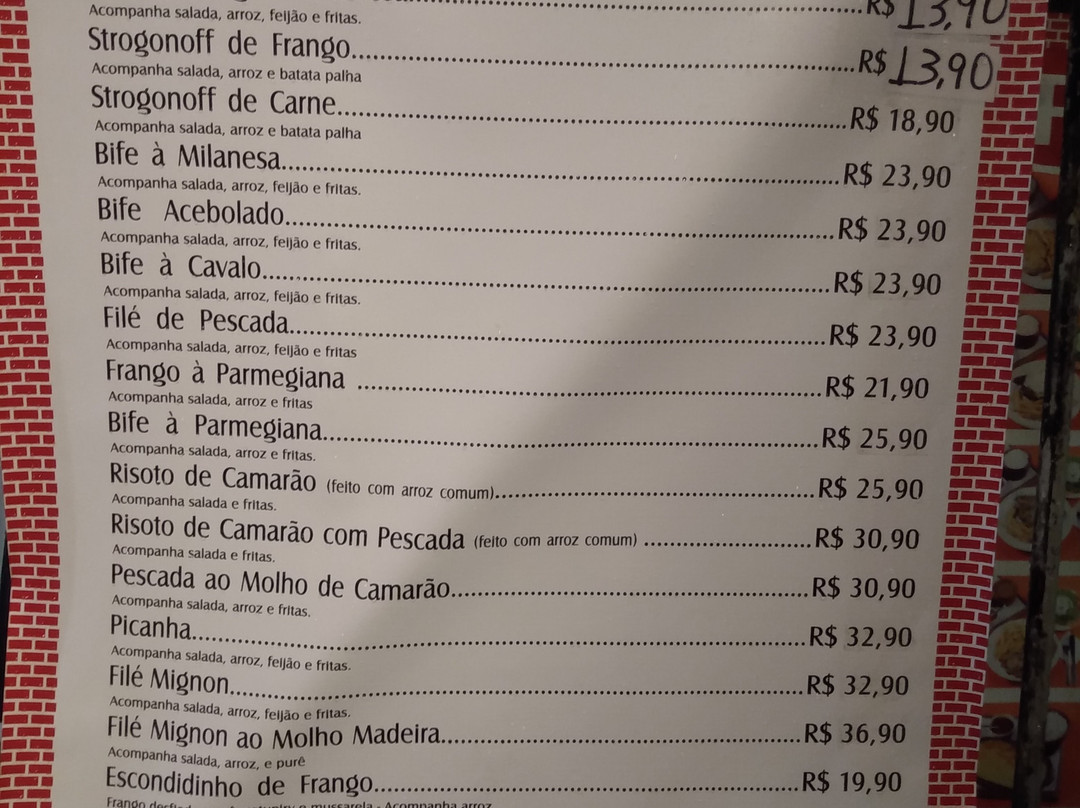 R$ 13,90
Acompanha salada, arroz, feijão e fritas.
Strogonoff de Frango.....R$ 13,90
Acompanha salada, arroz e batata palha
Strogonoff de Carne.....R$ 18,90
Acompanha salada, arroz e batata palha
Bife à Milanesa.....R$ 23,90
Acompanha salada, arroz, feijão e fritas.
Bife Acebolado.....R$ 23,90
Acompanha salada, arroz, feijão e fritas.
Bife à Cavalo.....R$ 23,90
Acompanha salada, arroz, feijão e fritas.
Filé de Pescada.....R$ 23,90
Acompanha salada, arroz, feijão e fritas
Frango à Parmegiana .....R$ 21,90
Acompanha salada, arroz e fritas
Bife à Parmegiana.....R$ 25,90
Acompanha salada, arroz e fritas.
Risoto de Camarão (feito com arroz comum).....R$ 25,90
Acompanha salada e fritas.
Risoto de Camarão com Pescada (feito com arroz comum) .....R$ 30,90
Acompanha salada e fritas.
Pescada ao Molho de Camarão.....R$ 30,90
Acompanha salada, arroz e fritas.
Picanha.....R$ 32,90
Acompanha salada, arroz, feijão e fritas.
Filé Mignon.....R$ 32,90
Acompanha salada, arroz, feijão e fritas.
Filé Mignon ao Molho Madeira.....R$ 36,90
Acompanha salada, arroz, e purê
Escondidinho de Frango.....R$ 19,90
Frango e mussarela - Acompanha arroz